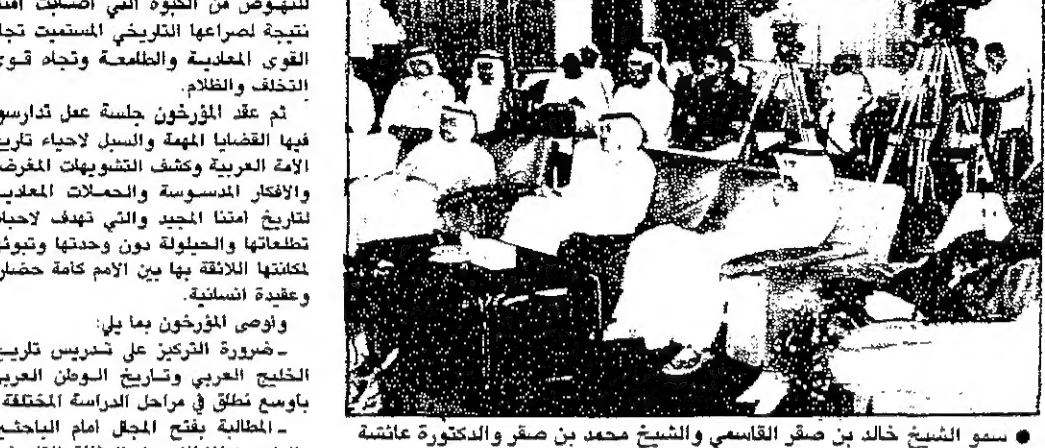 للنهوض من الكبوة التي اصابت امتنا
نتيجة لصراعها التاريخي المستميت تجاه
القوى المعادية والطامعة وتجاه قوى
التخلف والظلام.
ثم عقد المؤرخون جلسة عمل تدارسوا
فيها القضايا المهمة والسبل لاحياء تاريخ
الامة العربية وكشف التشويهات المغرضة
والافكار المدسوسة والحملات المعادية
لتاريخ امتنا المجيد والتي تهدف لاحباط
تطلعاتها والحيلولة دون وحدتها وتبوئها
لمكانتها اللائقة بها بين الامم كامة حضارة
وعقيدة انسانية.
واوصى المؤرخون بما يلي:
ـ ضرورة التركيز على تدريس تاريخ
الخليج العربي وتاريخ الوطن العربي
باوسع نطاق في مراحل الدراسة المختلفة.
ـ المطالبة بفتح المجال امام الباحثين
● سمو الشيخ خالد بن صقر القاسمي والشيخ محمد بن صقر والدكتورة عائشة